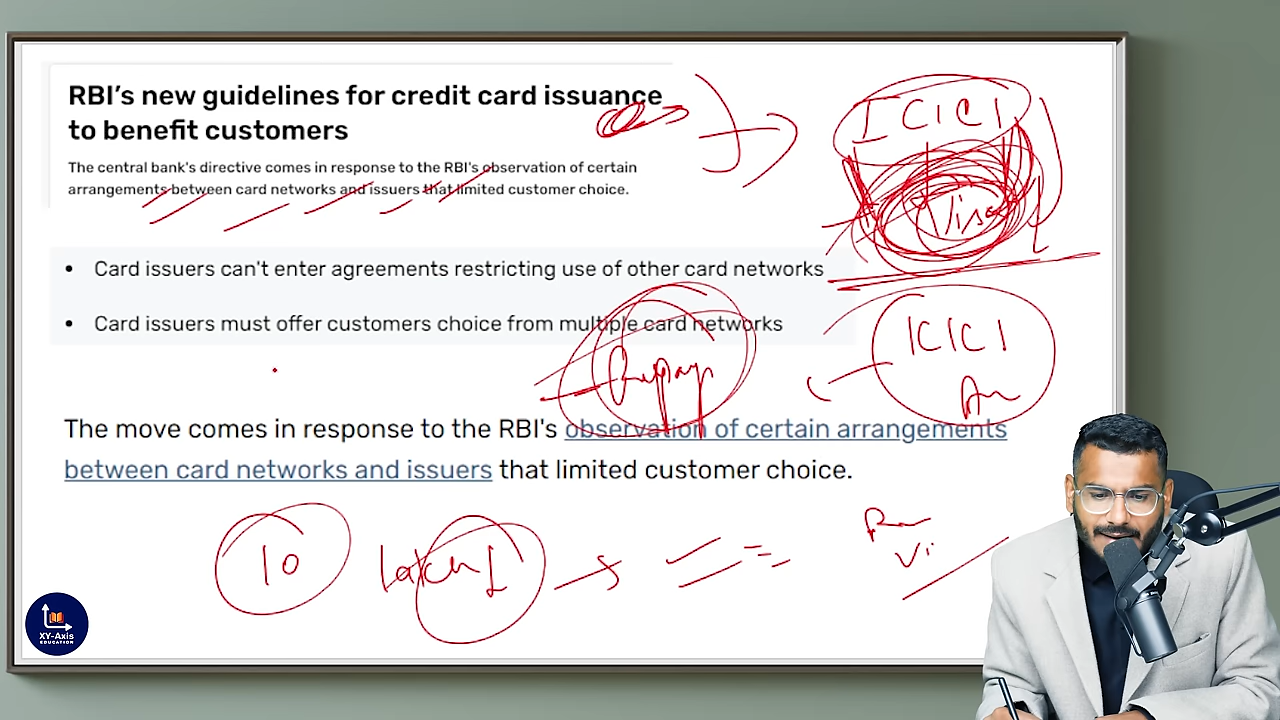 RBI's new guidelines for credit card issuance
to benefit customers
The central bank's directive comes in response to the RBI's observation of certain
arrangements between card networks and issuers that limited customer choice.
ICICI
Visa
• Card issuers can't enter agreements restricting use of other card networks
• Card issuers must offer customers choice from multiple card networks
ICICI
Rupay
The move comes in response to the RBI's observation of certain arrangements
between card networks and issuers that limited customer choice.
10
Vi
XY-Axis
EDUCATION